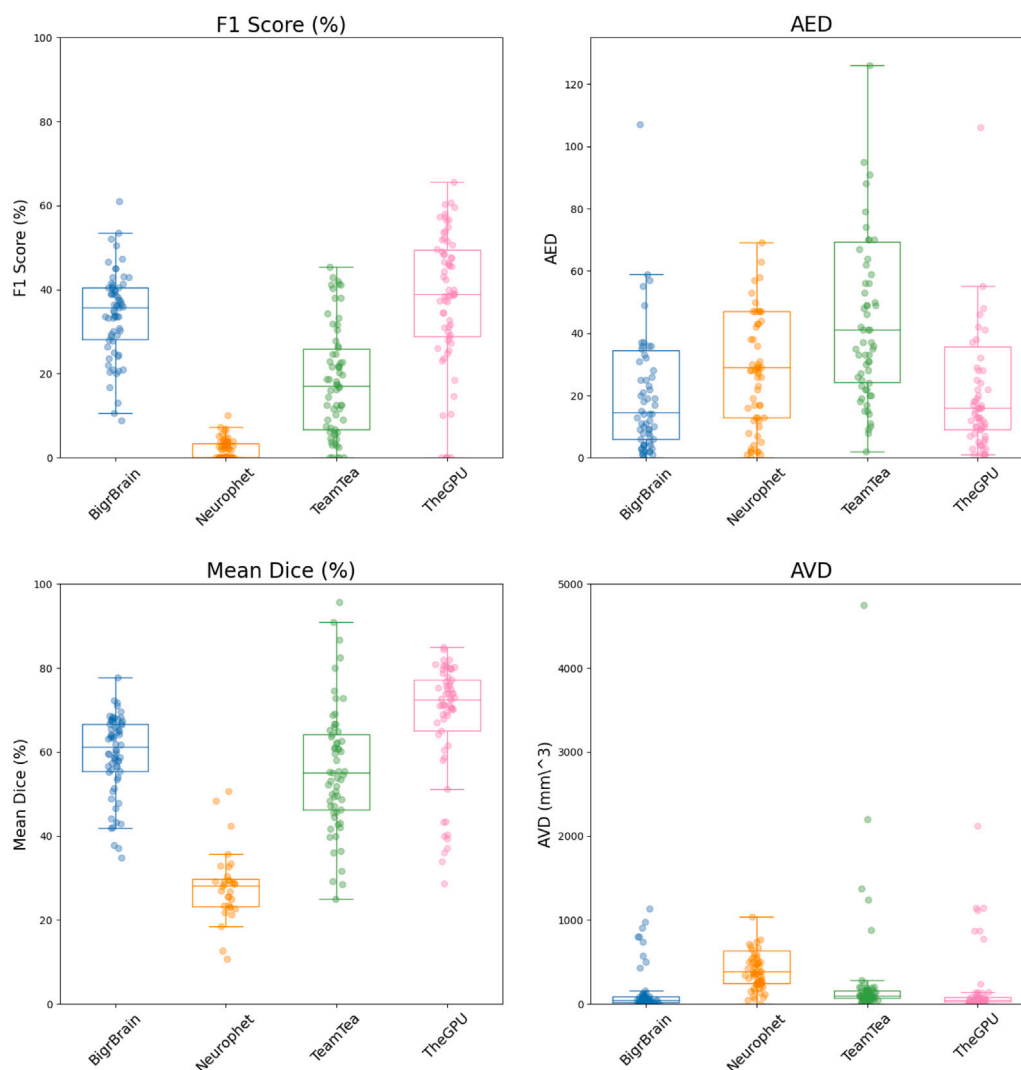 F1 Score (%)
100
80
60
40
20
0
F1 Score (%)
BigrBrain
Neurophet
TeamTea
TheGPU
AED
120
100
80
60
40
20
0
AED
BigrBrain
Neurophet
TeamTea
TheGPU
Mean Dice (%)
100
80
60
40
20
0
Mean Dice (%)
BigrBrain
Neurophet
TeamTea
TheGPU
AVD
5000
4000
3000
2000
1000
0
AVD (mm\^3)
BigrBrain
Neurophet
TeamTea
TheGPU